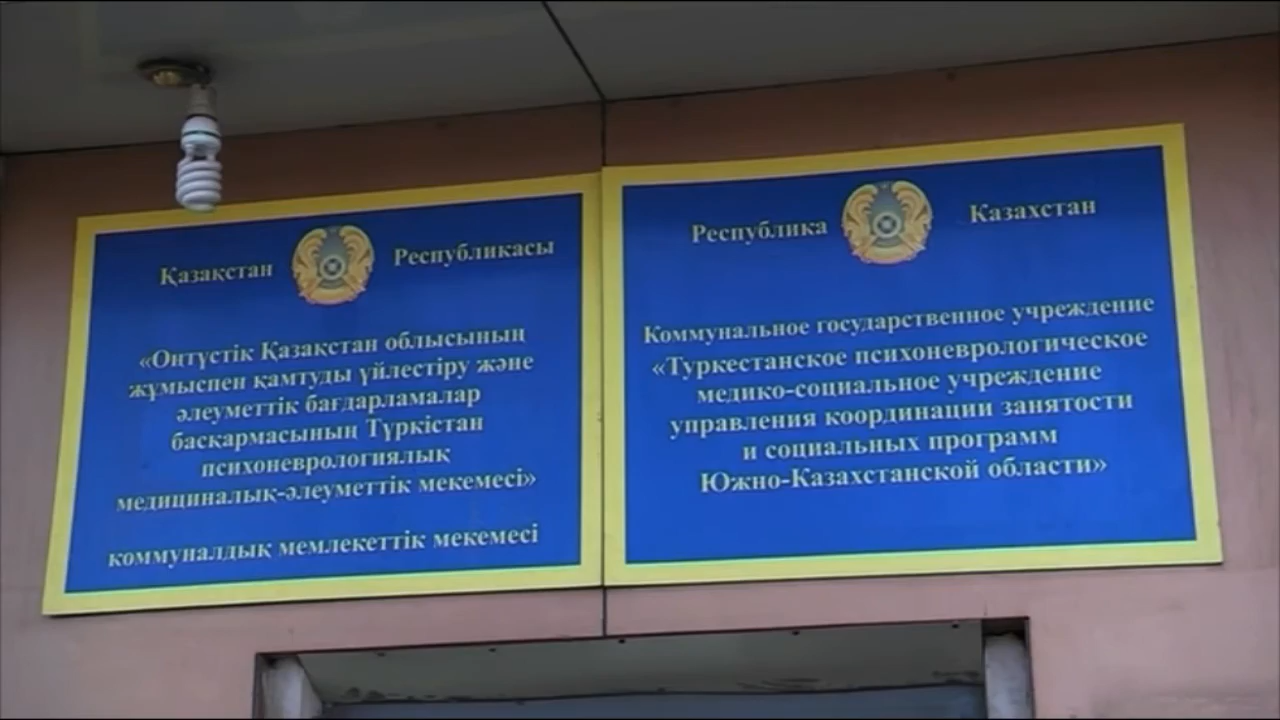 Қазақстан Республикасы
«Оңтүстік Қазақстан облысының
жұмыспен қамтуды үйлестіру және
әлеуметтік бағдарламалар
басқармасының Түркістан
психоневрологиялық
медициналық-әлеуметтік мекемесі»
коммуналдық мемлекеттік мекемесі
Республика Казахстан
Коммунальное государственное учреждение
«Туркестанское психоневрологическое
медико-социальное учреждение
управления координации занятости
и социальных программ
Южно-Казахстанской области»